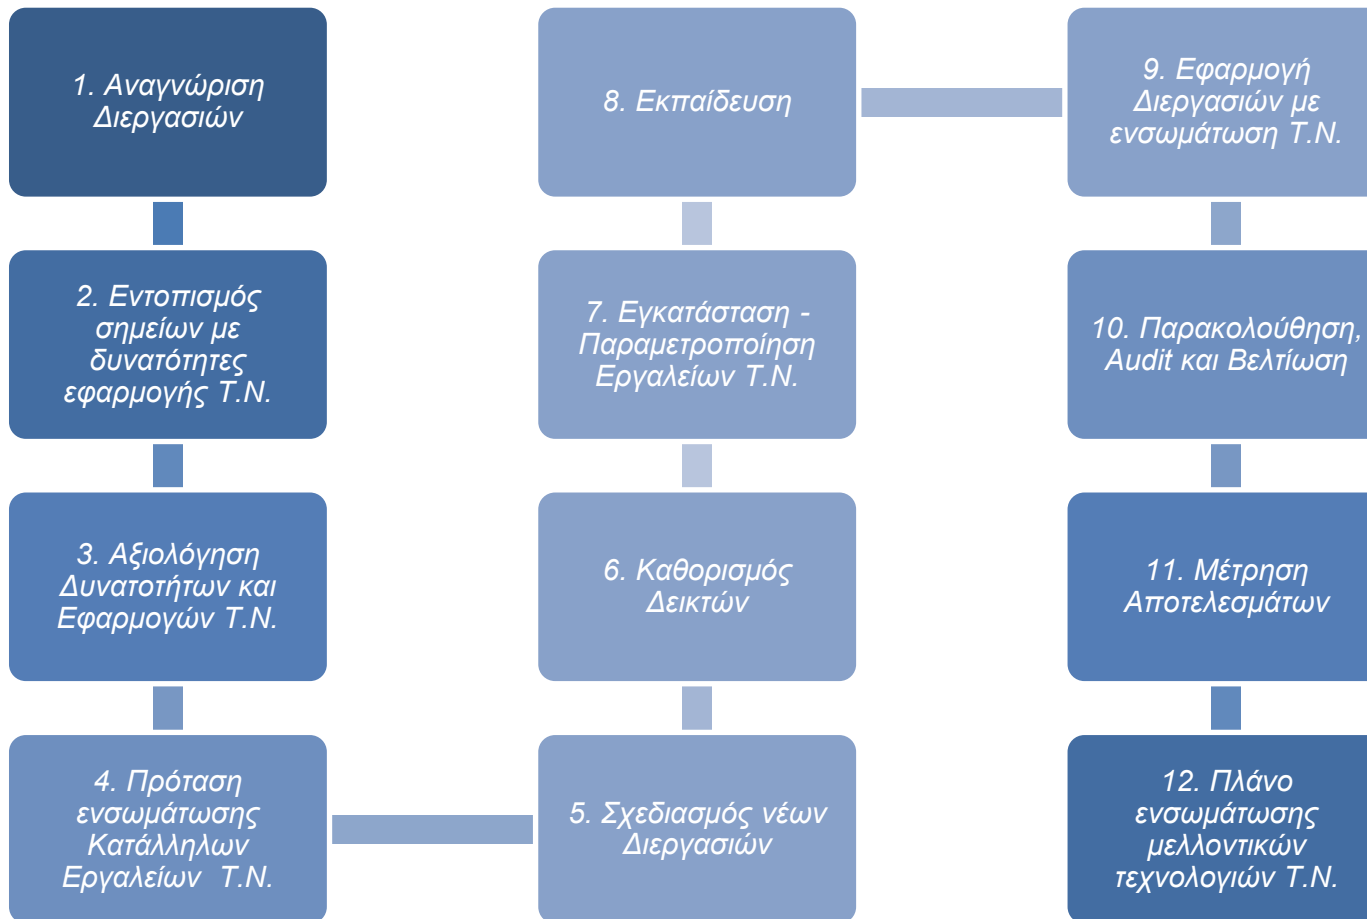 1. Αναγνώριση
Διεργασιών
2. Εντοπισμός
σημείων με
δυνατότητες
εφαρμογής Τ.Ν.
3. Αξιολόγηση
Δυνατοτήτων και
Εφαρμογών Τ.Ν.
4. Πρόταση
ενσωμάτωσης
Κατάλληλων
Εργαλείων Τ.Ν.
5. Σχεδιασμός νέων
Διεργασιών
6. Καθορισμός
Δεικτών
7. Εγκατάσταση -
Παραμετροποίηση
Εργαλείων Τ.Ν.
8. Εκπαίδευση
9. Εφαρμογή
Διεργασιών με
ενσωμάτωση Τ.Ν.
10. Παρακολούθηση,
Audit και Βελτίωση
11. Μέτρηση
Αποτελεσμάτων
12. Πλάνο
ενσωμάτωσης
μελλοντικών
τεχνολογιών Τ.Ν.